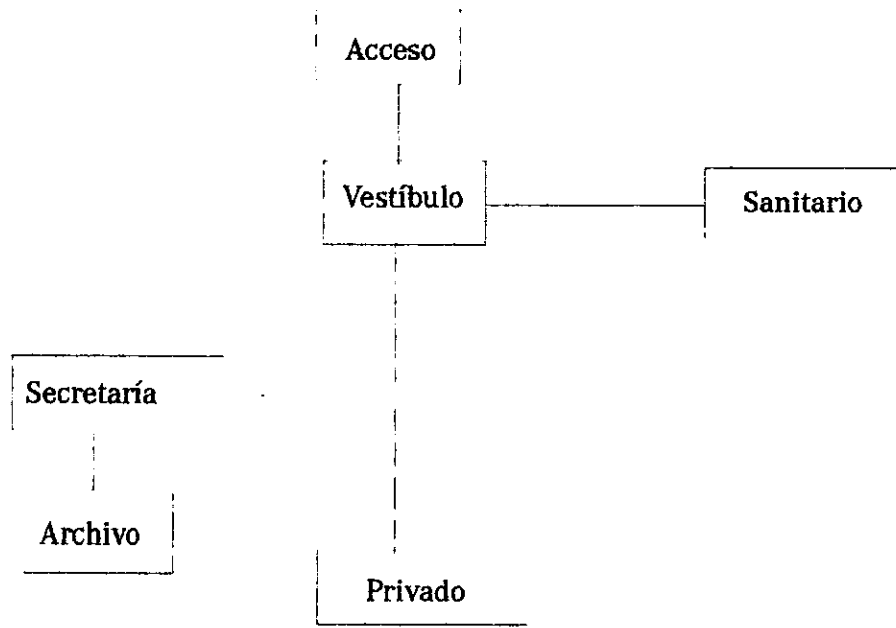 Acceso
Vestíbulo
Sanitario
Secretaría
Archivo
Privado